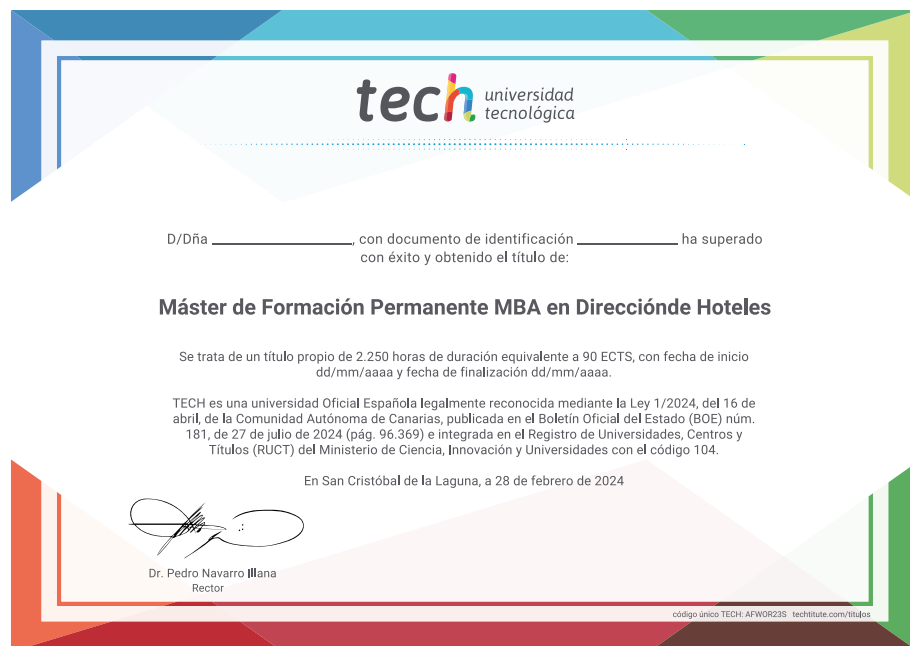 tech universidad
tecnológica
D/Dña ____________________, con documento de identificación ______________ ha superado
con éxito y obtenido el título de:
Máster de Formación Permanente MBA en Direcciónde Hoteles
Se trata de un título propio de 2.250 horas de duración equivalente a 90 ECTS, con fecha de inicio
dd/mm/aaaa y fecha de finalización dd/mm/aaaa.
TECH es una universidad Oficial Española legalmente reconocida mediante la Ley 1/2024, del 16 de
abril, de la Comunidad Autónoma de Canarias, publicada en el Boletín Oficial del Estado (BOE) núm.
181, de 27 de julio de 2024 (pág. 96.369) e integrada en el Registro de Universidades, Centros y
Títulos (RUCT) del Ministerio de Ciencia, Innovación y Universidades con el código 104.
En San Cristóbal de la Laguna, a 28 de febrero de 2024
Dr. Pedro Navarro Illana
Rector
código único TECH: AFWOR23S techtitute.com/titulos